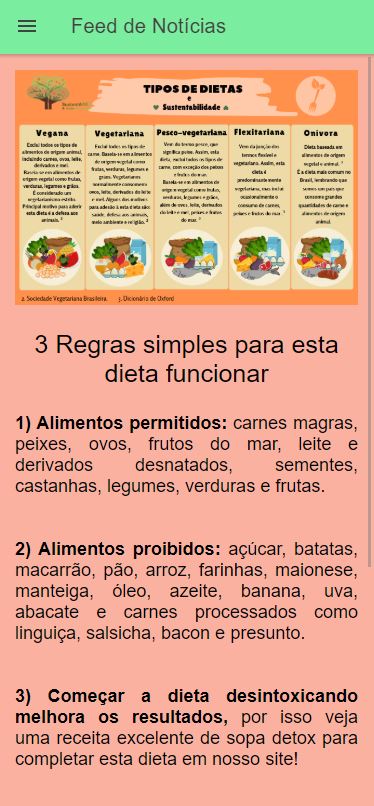 Feed de Notícias
TIPOS DE DIETAS
e
Sustentabilidade
Vegana
Exclui todos os tipos de
alimentos de origem animal,
incluindo carnes, ovos, leite,
derivados e mel.
Baseia-se em alimentos
de origem vegetal como frutas,
verduras, legumes e grãos.
É considerado um
vegetarianismo estrito.
Principal motivo para aderir
esta dieta é a defesa aos
animais. 2
Vegetariana
Exclui todos os tipos de
carne. Baseia-se em alimentos
de origem vegetal como
frutas, verduras, legumes e
grãos. Vegetarianos
normalmente consomem
ovos, leite, derivados do leite
e mel. Alguns dos motivos
para adesão a esta dieta são:
saúde, defesa aos animais,
meio ambiente e religião. 2
Pesco-vegetariana
Vem do termo pesce, que
significa peixe. Assim, esta
dieta, exclui todos os tipos de
carne, com exceção dos peixes
e frutos do mar.
Baseia-se em alimentos de
origem vegetal como frutas,
verduras, legumes e grãos,
além de ovos, leite, derivados
do leite e mel, peixes e frutos
do mar. 3
Flexitariana
Vem da junção dos
termos flexível e
vegetariana. Assim, esta
dieta é
predominantemente
vegetariana, mas inclui
ocasionalmente o
consumo de carnes,
peixes e frutos do mar. 3
Onívora
Dieta baseada em
alimentos de origem
vegetal e animal. 3
É a dieta mais comum no
Brasil, lembrando que
somos um país que
consome grandes
quantidades de carne e
alimentos de origem
animal.
2. Sociedade Vegetariana Brasileira. 3. Dicionário de Oxford
3 Regras simples para esta
dieta funcionar
1) Alimentos permitidos: carnes magras,
peixes, ovos, frutos do mar, leite e
derivados desnatados, sementes,
castanhas, legumes, verduras e frutas.
2) Alimentos proibidos: açúcar, batatas,
macarrão, pão, arroz, farinhas, maionese,
manteiga, óleo, azeite, banana, uva,
abacate e carnes processados como
linguiça, salsicha, bacon e presunto.
3) Começar a dieta desintoxicando
melhora os resultados, por isso veja
uma receita excelente de sopa detox para
completar esta dieta em nosso site!